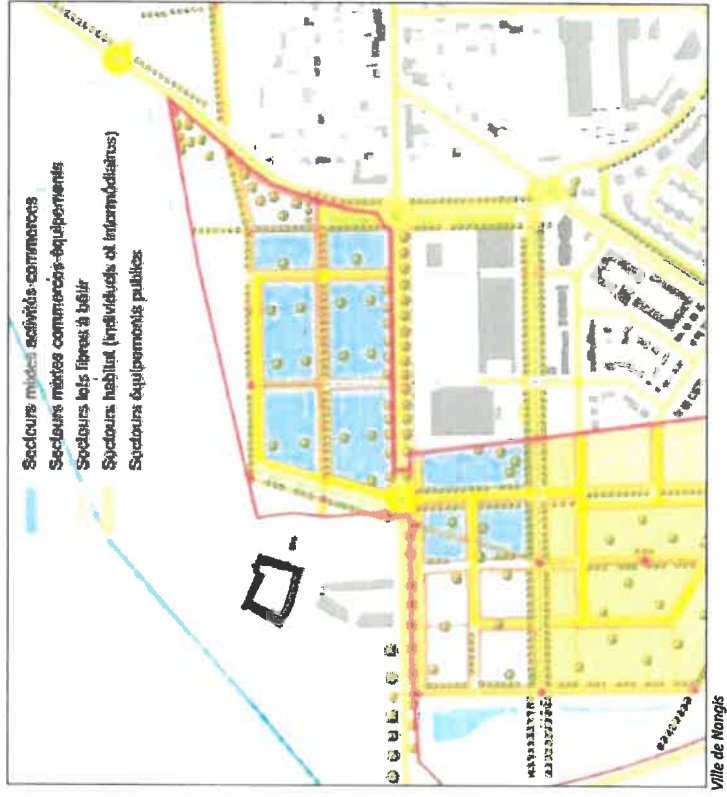 Secteurs mixtes activités-commerces
Secteurs mixtes commerces-équipements
Secteurs lots libres à bâtir
Secteurs habitat (individuels et intermédiaires)
Secteurs équipements publics
Ville de Nangis